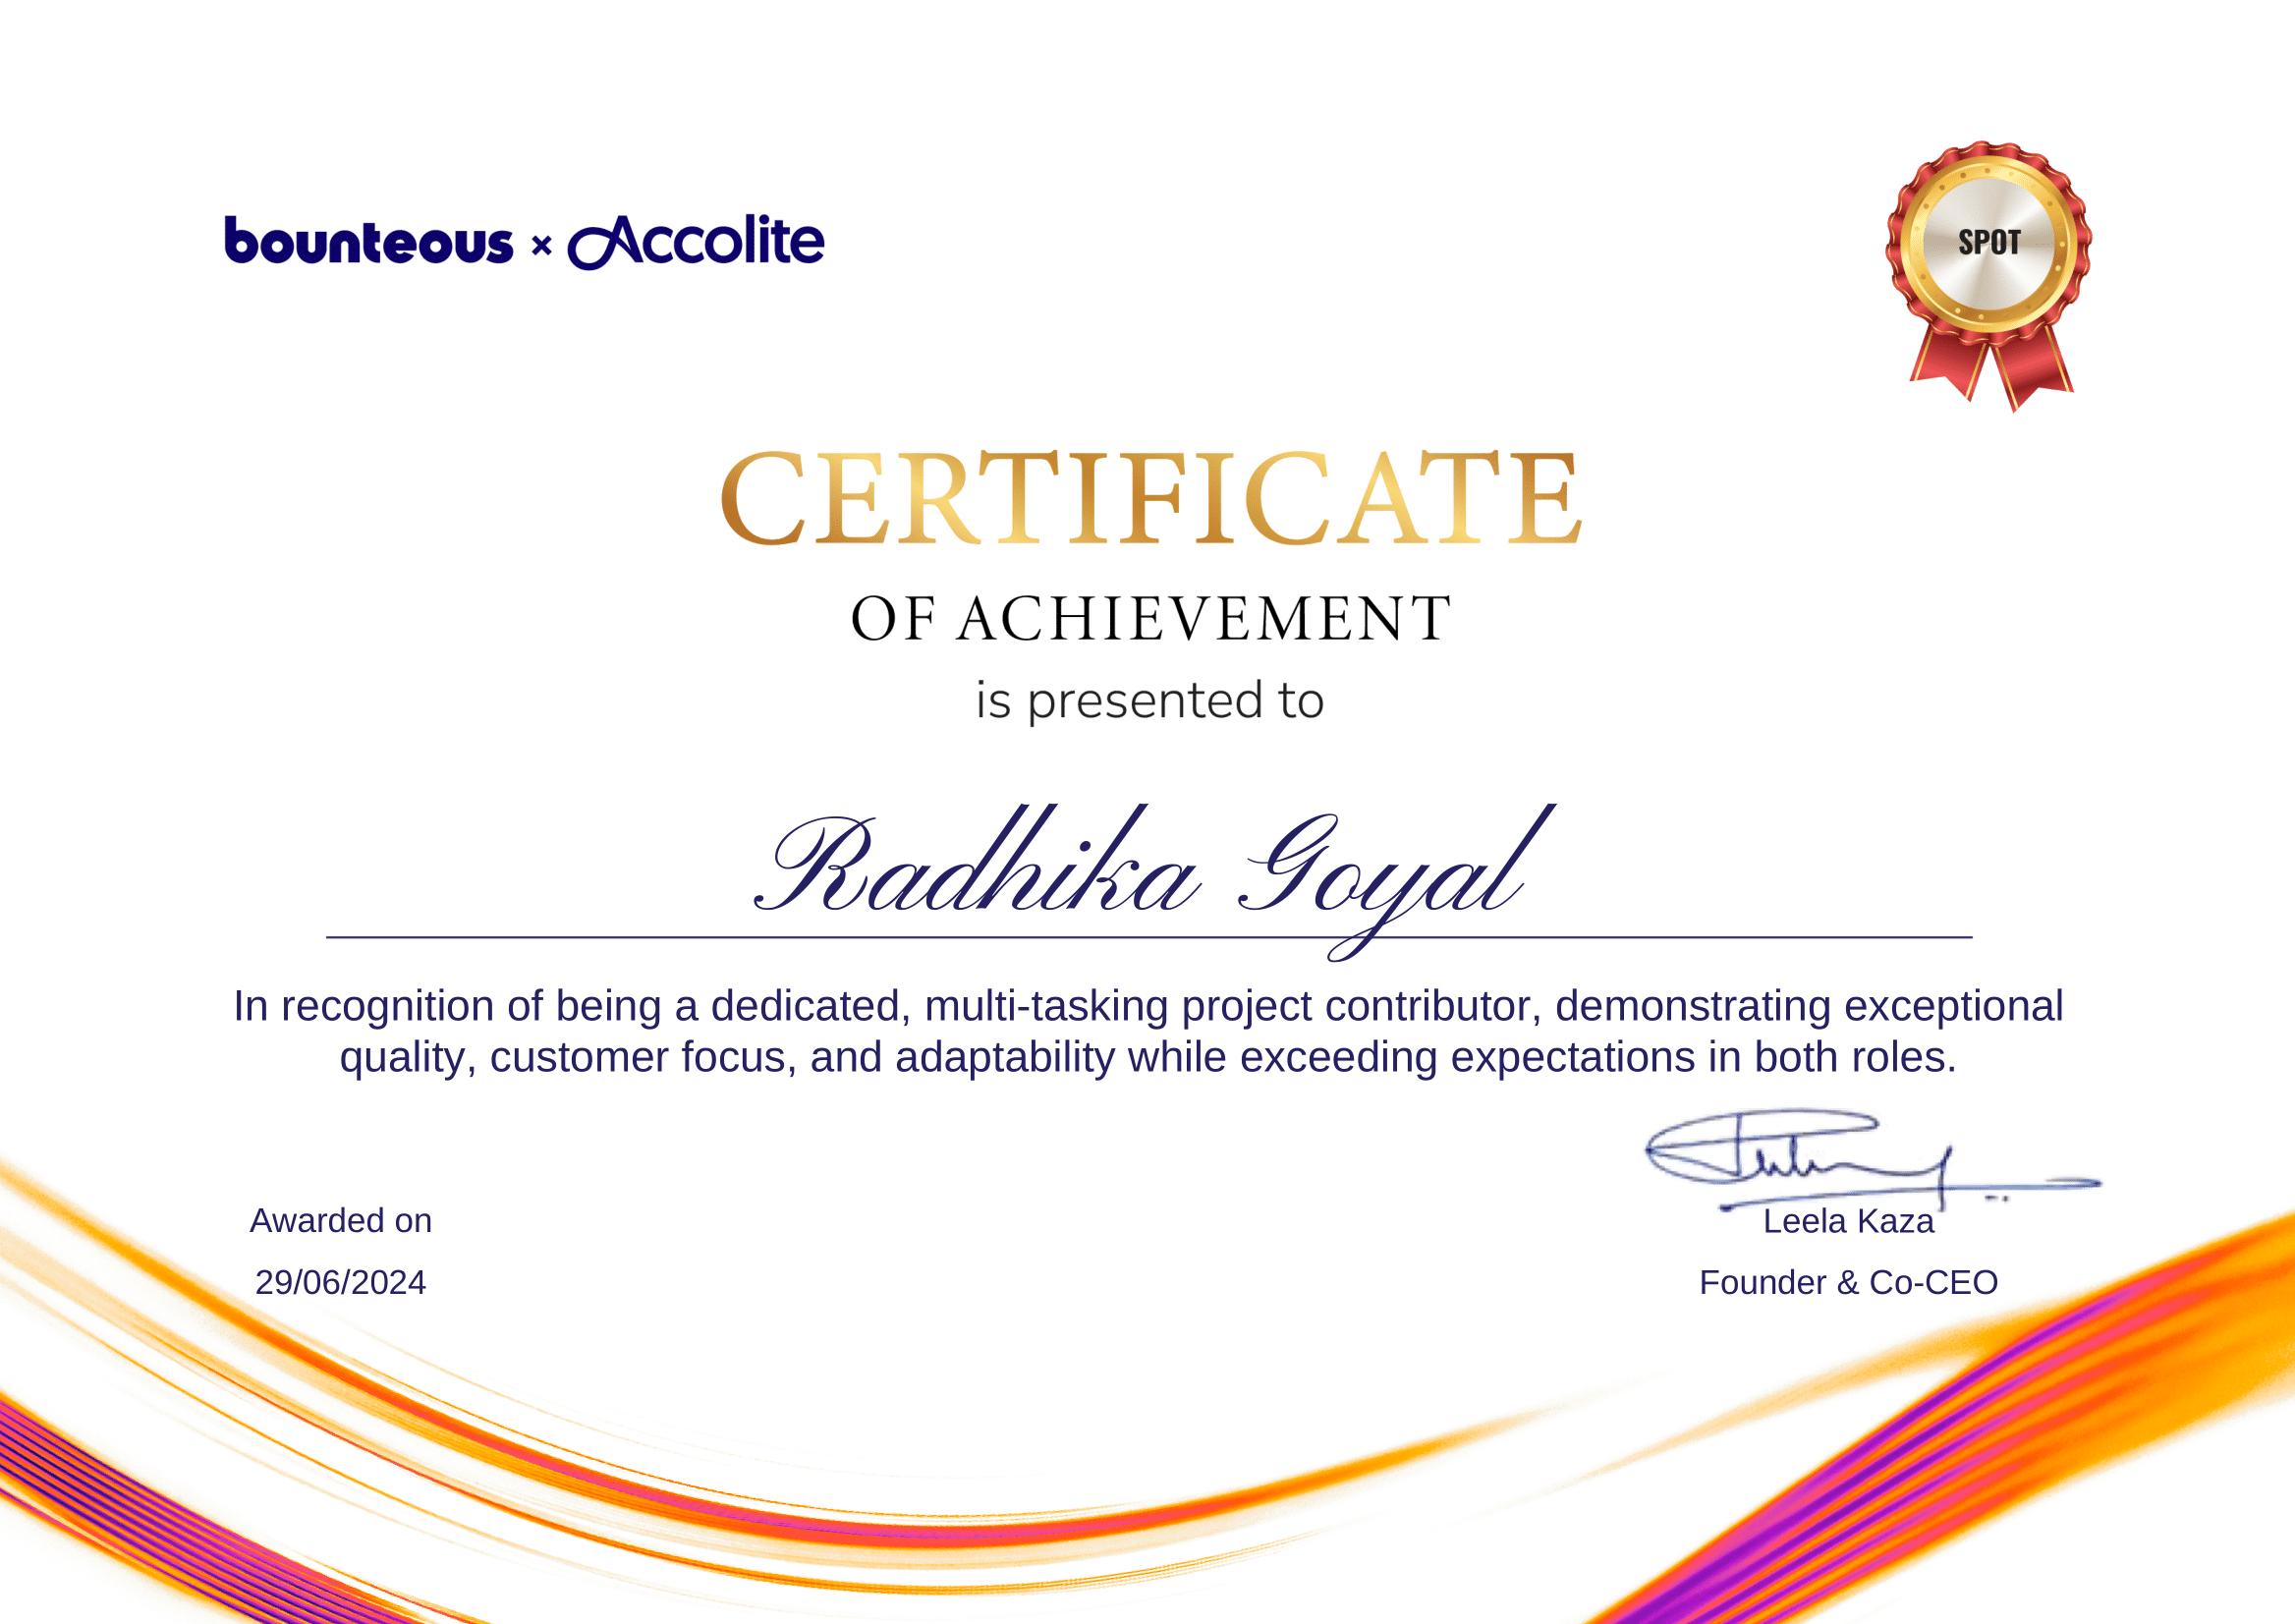 bounteous × Accolite
SPOT
CERTIFICATE
OF ACHIEVEMENT
is presented to
Radhika Goyal
In recognition of being a dedicated, multi-tasking project contributor, demonstrating exceptional
quality, customer focus, and adaptability while exceeding expectations in both roles.
Awarded on
29/06/2024
Leela Kaza
Founder & Co-CEO